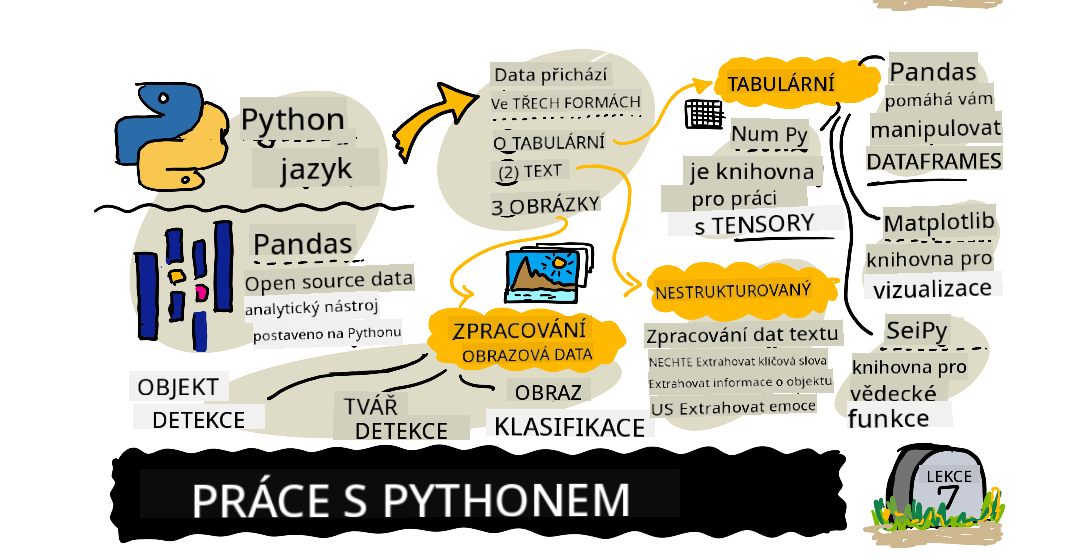 Python
jazyk
Pandas
Open source data
analytický nástroj
postaveno na Pythonu
Data přichází
Ve TŘECH FORMÁCH
O TABULÁRNÍ
(2) TEXT
3 OBRÁZKY
TABULÁRNÍ
Num Py
je knihovna
pro práci
s TENSORY
Pandas
pomáhá vám
manipulovat
DATAFRAMES
Matplotlib
knihovna pro
vizualizace
SeiPy
knihovna pro
vědecké
funkce
NESTRUKTUROVANÝ
Zpracování dat textu
NECHTE Extrahovat klíčová slova
Extrahovat informace o objektu
US Extrahovat emoce
ZPRACOVÁNÍ
OBRAZOVÁ DATA
OBJEKT
DETEKCE
TVÁŘ
DETEKCE
OBRAZ
KLASIFIKACE
PRÁCE S PYTHONEM
LEKCE
7